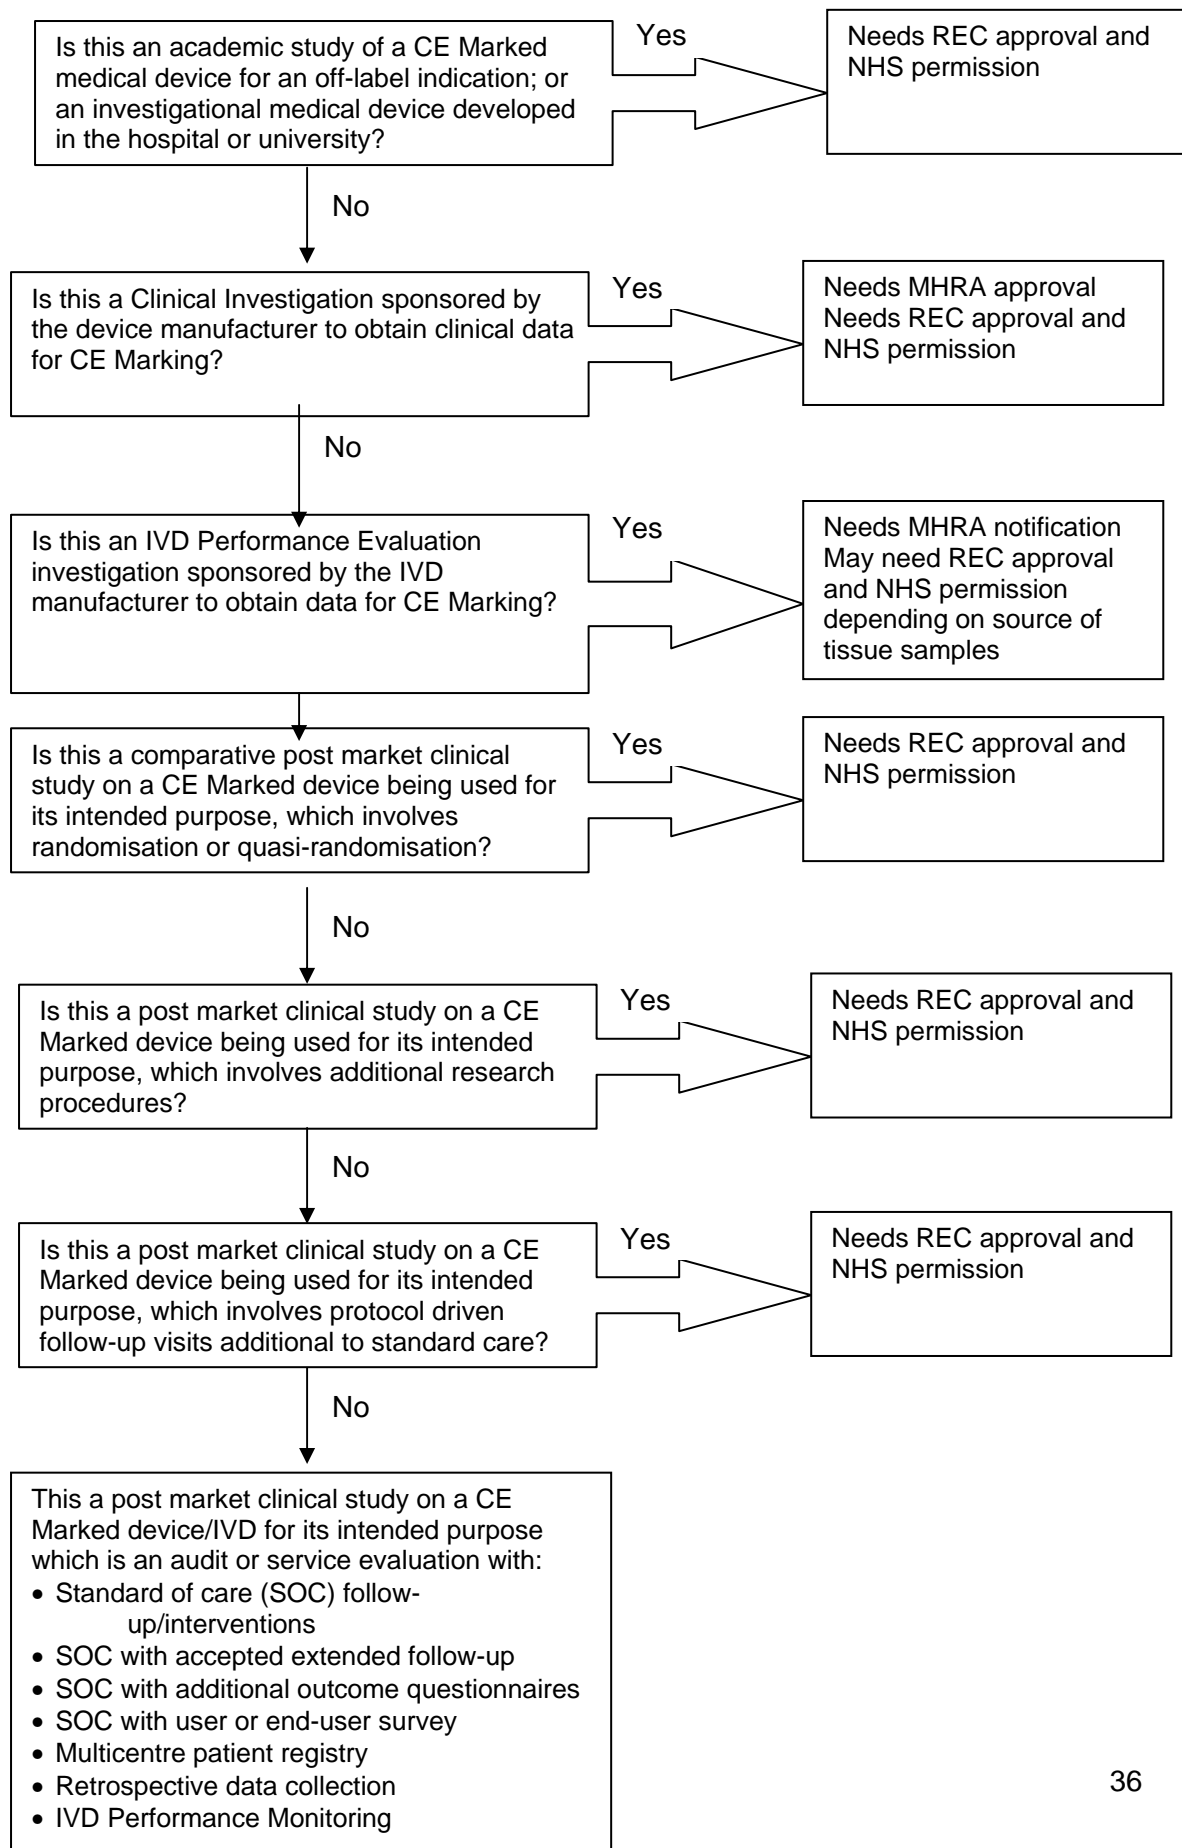 Is this an academic study of a CE Marked
medical device for an off-label indication; or
an investigational medical device developed
in the hospital or university?
Yes
Needs REC approval and
NHS permission
No
Is this a Clinical Investigation sponsored by
the device manufacturer to obtain clinical data
for CE Marking?
Yes
Needs MHRA approval
Needs REC approval and
NHS permission
No
Is this an IVD Performance Evaluation
investigation sponsored by the IVD
manufacturer to obtain data for CE Marking?
Yes
Needs MHRA notification
May need REC approval
and NHS permission
depending on source of
tissue samples
Is this a comparative post market clinical
study on a CE Marked device being used for
its intended purpose, which involves
randomisation or quasi-randomisation?
Yes
Needs REC approval and
NHS permission
No
Is this a post market clinical study on a CE
Marked device being used for its intended
purpose, which involves additional research
procedures?
Yes
Needs REC approval and
NHS permission
No
Is this a post market clinical study on a CE
Marked device being used for its intended
purpose, which involves protocol driven
follow-up visits additional to standard care?
Yes
Needs REC approval and
NHS permission
No
This a post market clinical study on a CE
Marked device/IVD for its intended purpose
which is an audit or service evaluation with:
• Standard of care (SOC) follow-
up/interventions
• SOC with accepted extended follow-up
• SOC with additional outcome questionnaires
• SOC with user or end-user survey
• Multicentre patient registry
• Retrospective data collection
• IVD Performance Monitoring
36